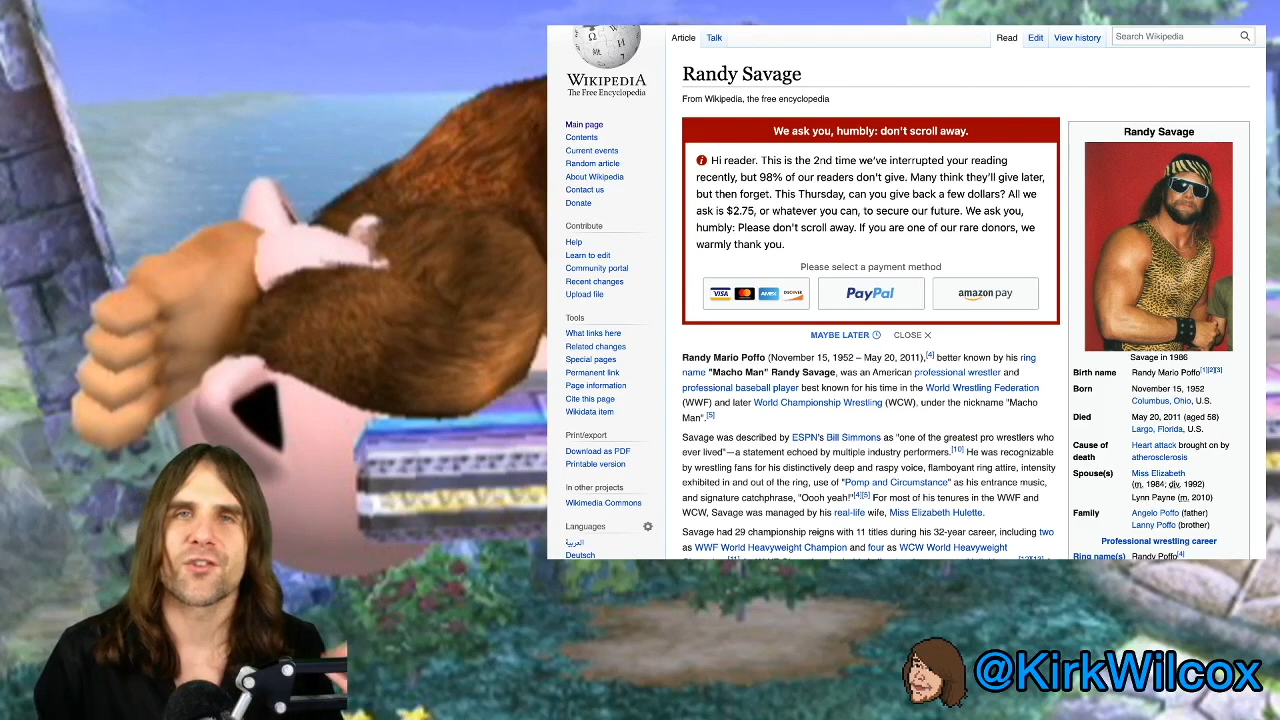 Article Talk Read Edit View history Search Wikipedia
WIKIPEDIA
The Free Encyclopedia
Main page
Contents
Current events
Random article
About Wikipedia
Contact us
Donate
Contribute
Help
Learn to edit
Community portal
Recent changes
Upload file
Tools
What links here
Related changes
Special pages
Permanent link
Page information
Cite this page
Wikidata item
Print/export
Download as PDF
Printable version
In other projects
Wikimedia Commons
Languages
العربية
Deutsch
Randy Savage
From Wikipedia, the free encyclopedia
We ask you, humbly: don't scroll away.
Hi reader. This is the 2nd time we've interrupted your reading
recently, but 98% of our readers don't give. Many think they'll give later,
but then forget. This Thursday, can you give back a few dollars? All we
ask is $2.75, or whatever you can, to secure our future. We ask you,
humbly: Please don't scroll away. If you are one of our rare donors, we
warmly thank you.
Please select a payment method
VISA AMEX DISCOVER PayPal amazon pay
MAYBE LATER CLOSE ✕
Randy Mario Poffo (November 15, 1952 – May 20, 2011),[4] better known by his ring
name "Macho Man" Randy Savage, was an American professional wrestler and
professional baseball player best known for his time in the World Wrestling Federation
(WWF) and later World Championship Wrestling (WCW), under the nickname "Macho
Man".[5]
Savage was described by ESPN's Bill Simmons as "one of the greatest pro wrestlers who
ever lived"—a statement echoed by multiple industry performers.[10] He was recognizable
by wrestling fans for his distinctively deep and raspy voice, flamboyant ring attire, intensity
exhibited in and out of the ring, use of "Pomp and Circumstance" as his entrance music,
and signature catchphrase, "Oooh yeah!"[4][5] For most of his tenures in the WWF and
WCW, Savage was managed by his real-life wife, Miss Elizabeth Hulette.
Savage had 29 championship reigns with 11 titles during his 32-year career, including two
as WWF World Heavyweight Champion and four as WCW World Heavyweight
Randy Savage
Savage in 1986
Birth name Randy Mario Poffo[1][2][3]
Born November 15, 1952
Columbus, Ohio, U.S.
Died May 20, 2011 (aged 58)
Largo, Florida, U.S.
Cause of Heart attack brought on by
death atherosclerosis
Spouse(s) Miss Elizabeth
(m. 1984; div. 1992)
Lynn Payne (m. 2010)
Family Angelo Poffo (father)
Lanny Poffo (brother)
Professional wrestling career
Ring name(s) Randy Poffo[4]
@KirkWilcox